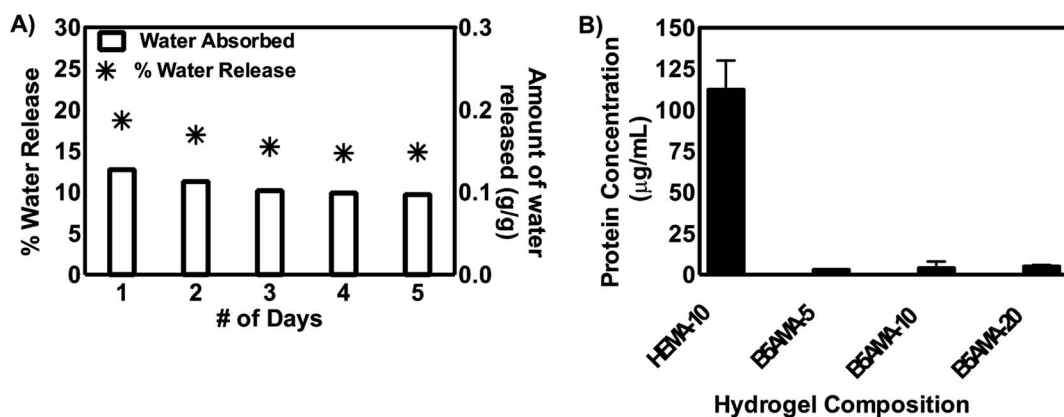 A)
Water Absorbed
% Water Release
30
25
20
15
10
5
0
% Water Release
0.3
0.2
0.1
0.0
Amount of water
released (g/g)
1 2 3 4 5
# of Days
B)
150
125
100
75
50
25
0
Protein Concentration
(µg/mL)
HEMA-10
B5AMA-5
B5AMA-10
B5AMA-20
Hydrogel Composition